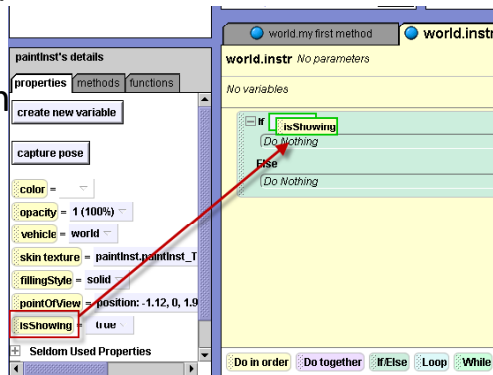 world.my first method world.instr
paintInst's details
world.instr No parameters
properties methods functions
No variables
create new variable
If isShowing
Do Nothing
capture pose
Else
Do Nothing
color =
opacity = 1 (100%)
vehicle = world
skin texture = paintInst.paintInst_T
fillingStyle = solid
pointOfView = position: -1.12, 0, 1.9
isShowing = true
Seldom Used Properties
Do in order Do together If/Else Loop While